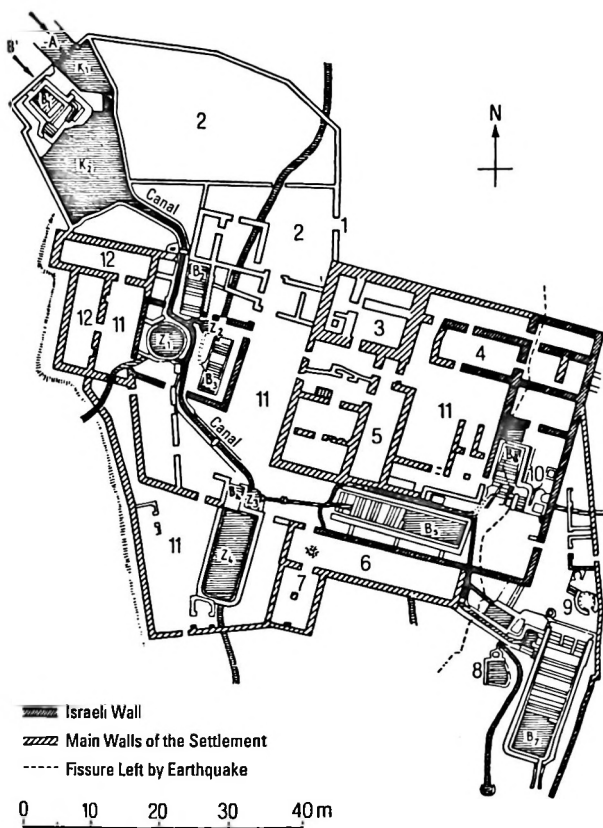 B'
A
K₁
K₂
N
2
Canal
2
1
12
B₂
3
12
11
Z₁
Z₂
B₃
4
11
11
5
Canal
10
Z₃
B₅
11
Z₄
6
7
9
8
B₇
Israeli Wall
Main Walls of the Settlement
Fissure Left by Earthquake
0 10 20 30 40 m